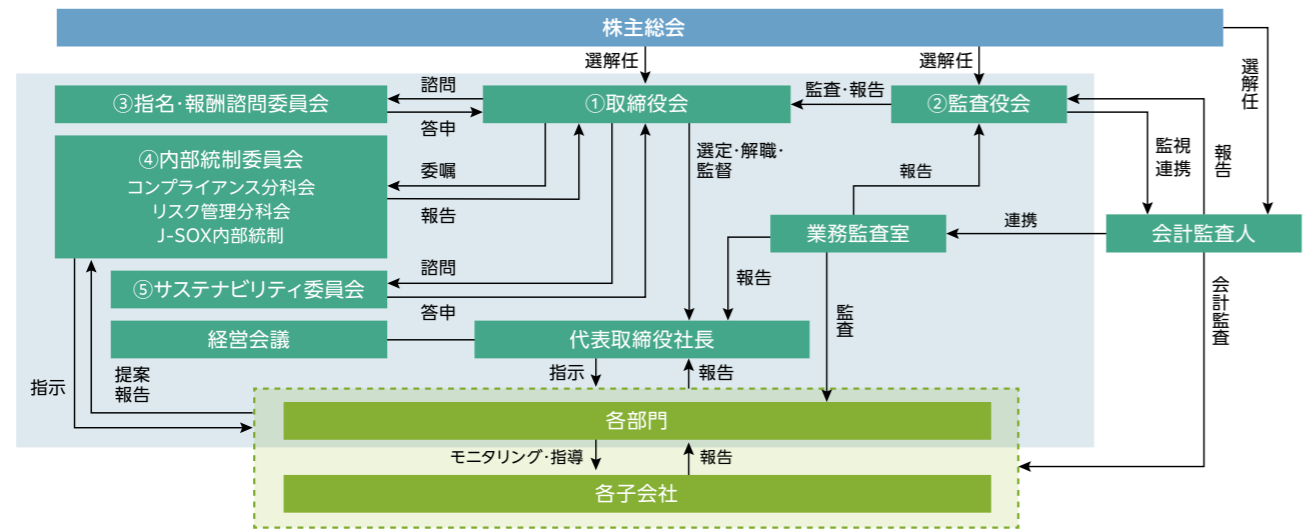 株主総会
選解任
選解任
選解任
③指名・報酬諮問委員会
諮問
答申
①取締役会
監査・報告
②監査役会
④内部統制委員会
コンプライアンス分科会
リスク管理分科会
J-SOX内部統制
委嘱
報告
選定・解職・
監督
報告
監視
連携
報告
業務監査室
連携
会計監査人
⑤サステナビリティ委員会
諮問
答申
報告
監査
会計監査
経営会議
代表取締役社長
指示
提案
報告
指示
報告
各部門
モニタリング・指導
報告
各子会社